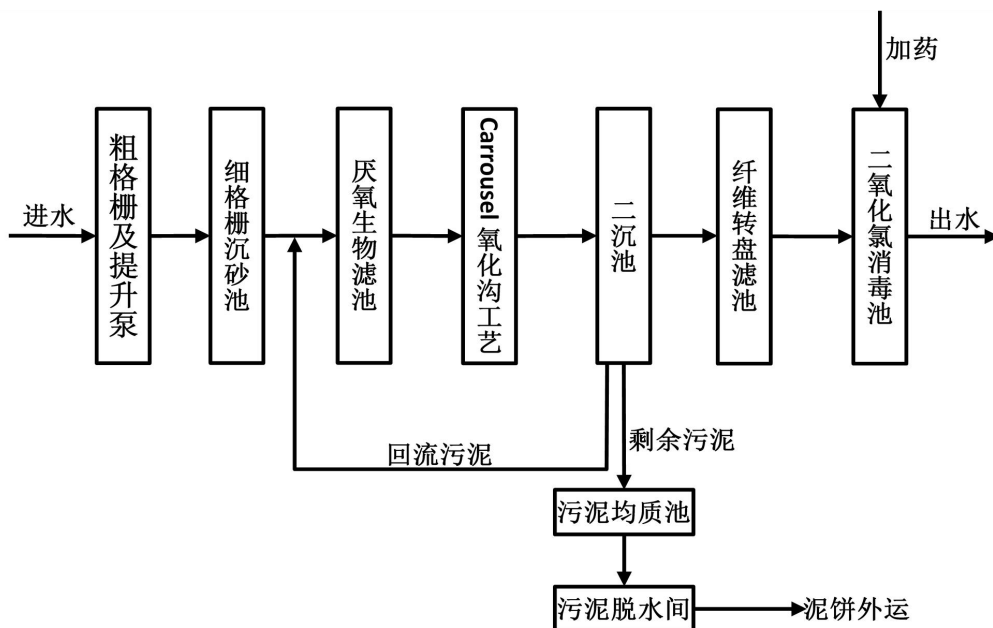 加药
进水
粗格栅及提升泵
细格栅沉砂池
厌氧生物滤池
Carrousel 氧化沟工艺
二沉池
纤维转盘滤池
二氧化氯消毒池
出水
回流污泥
剩余污泥
污泥均质池
污泥脱水间
泥饼外运